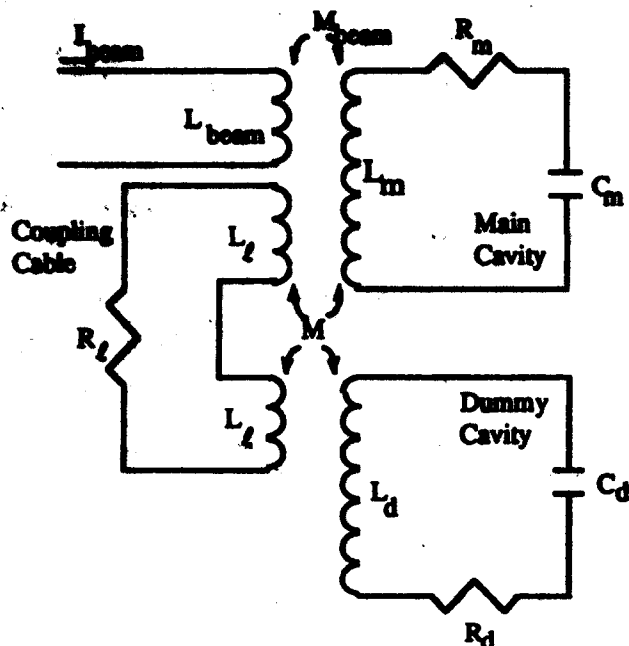 I beam
M beam
R m
L beam
L m
C m
Main
Cavity
Coupling
Cable
L ℓ
R ℓ
M
L ℓ
Dummy
Cavity
L d
C d
R d